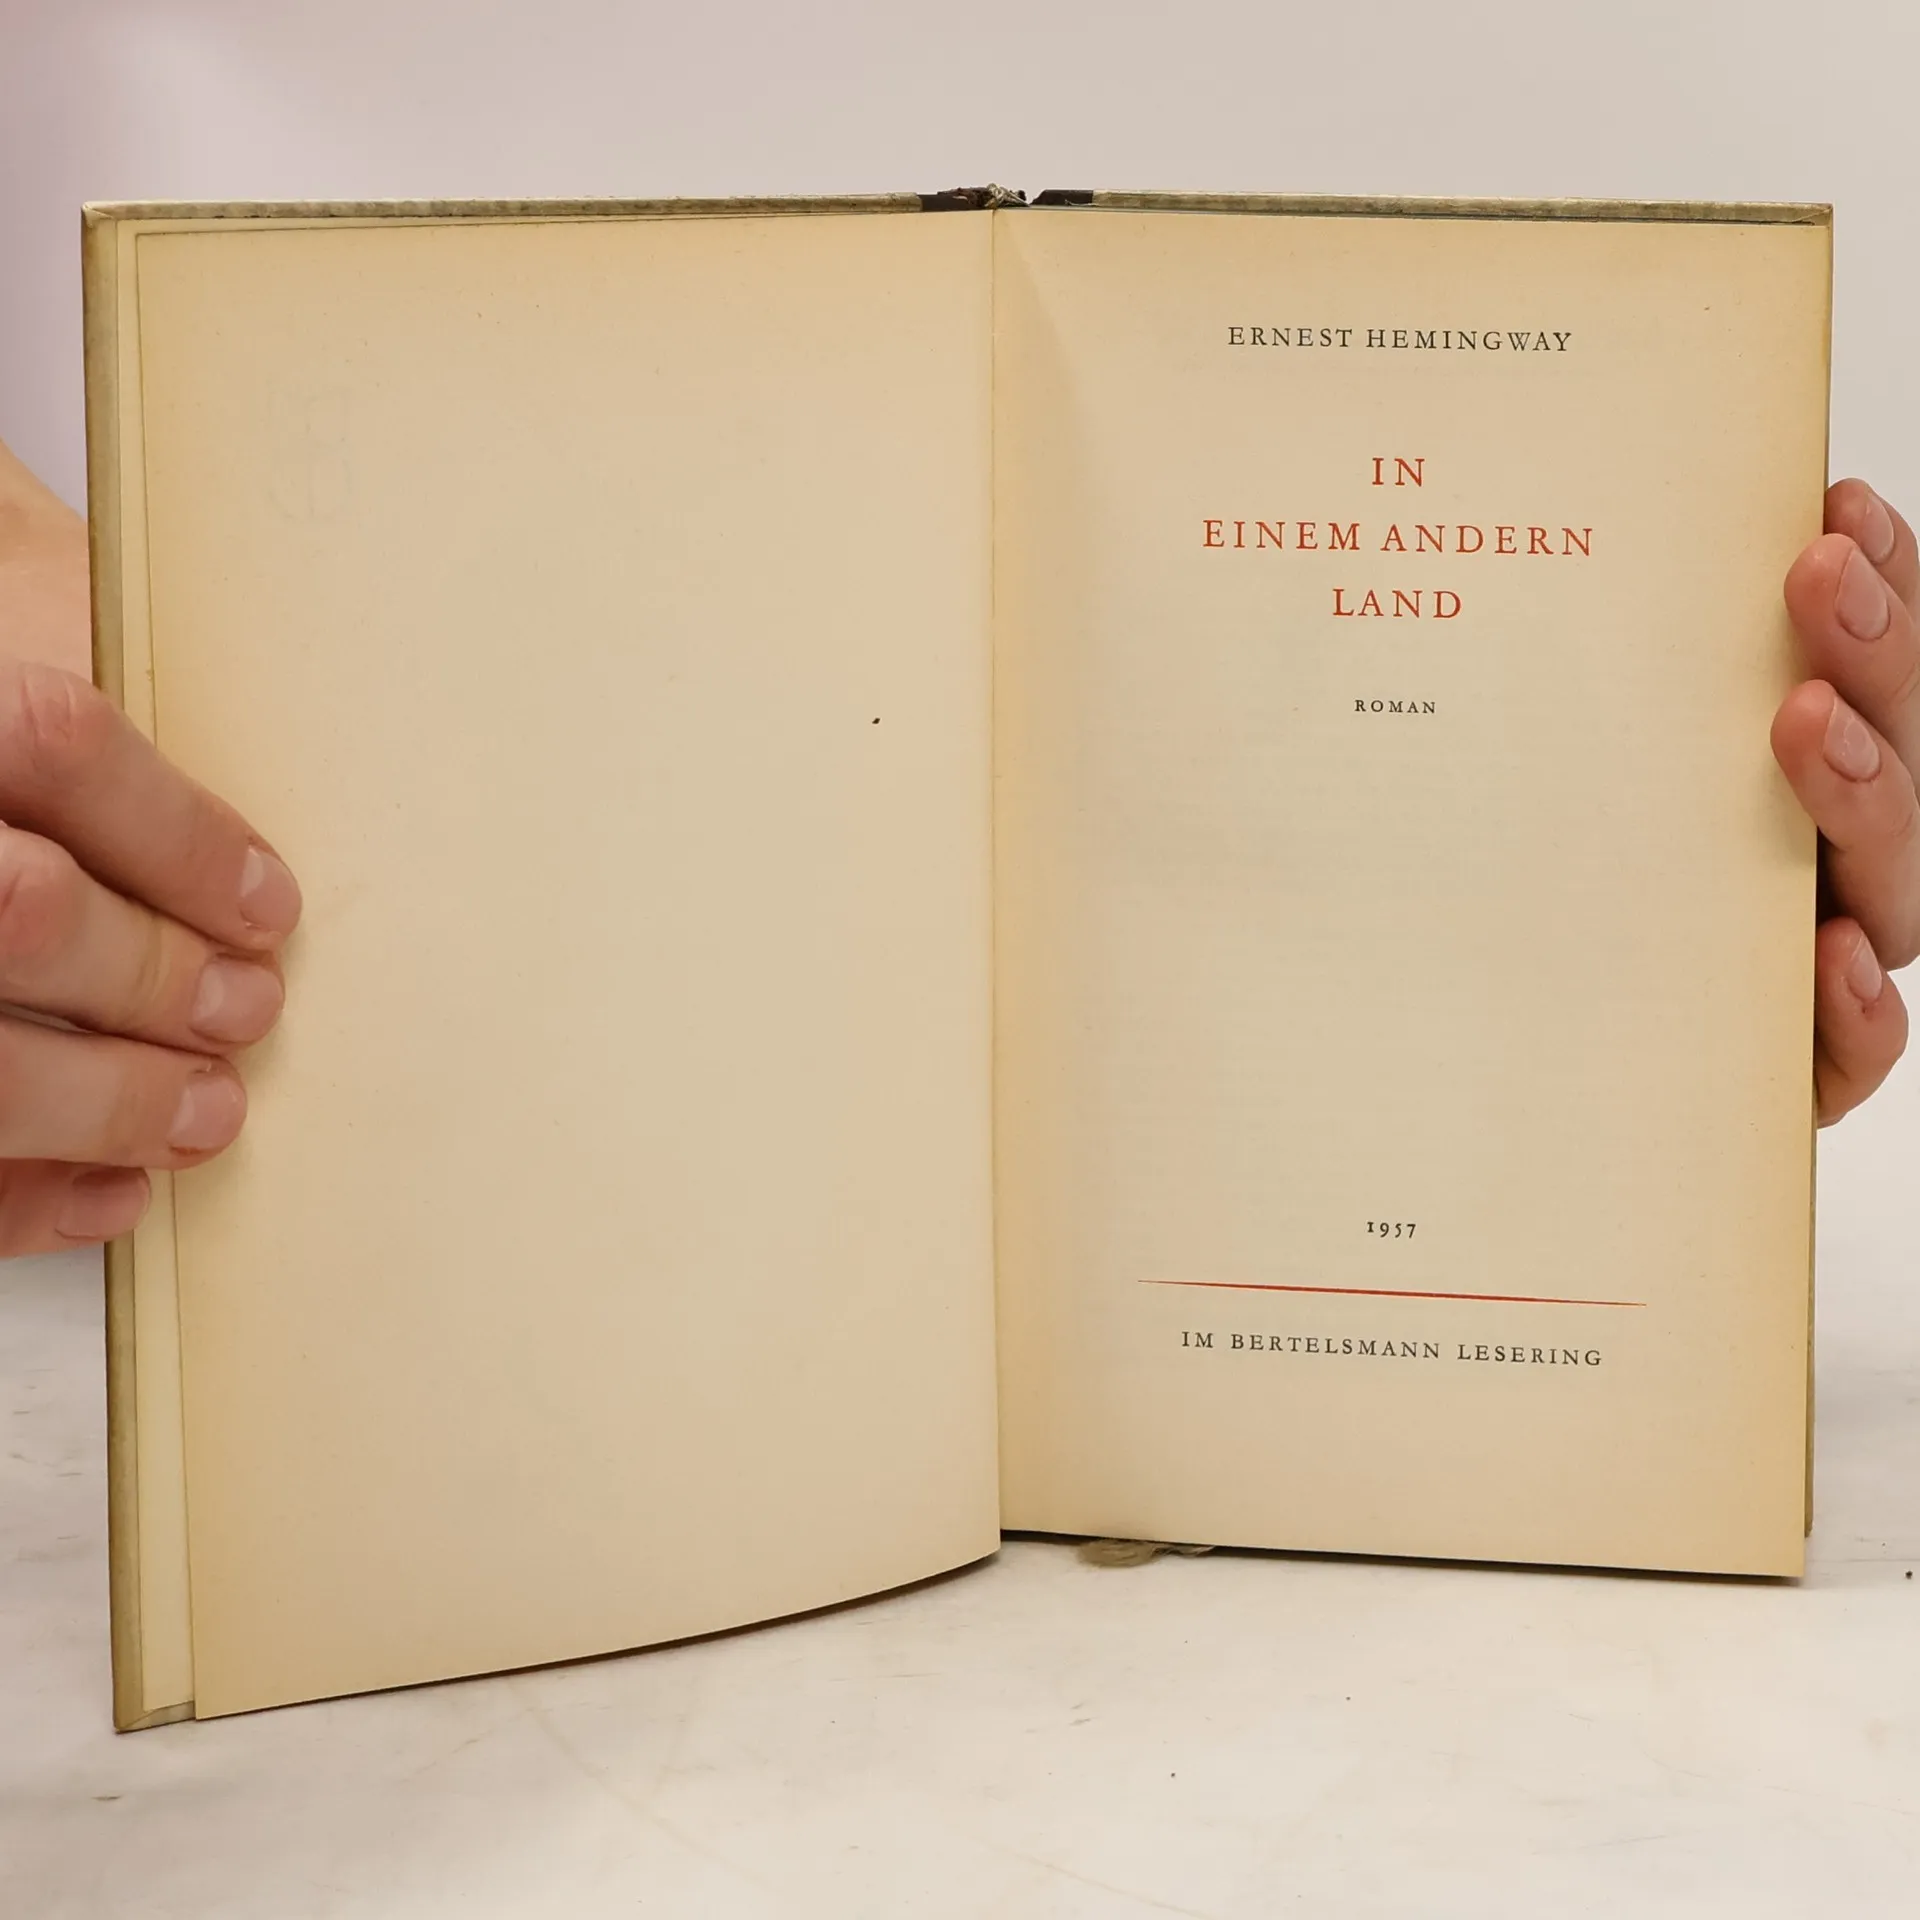 ERNEST HEMINGWAY
IN
EINEM ANDERN
LAND
ROMAN
1957
IM BERTELSMANN LESERING